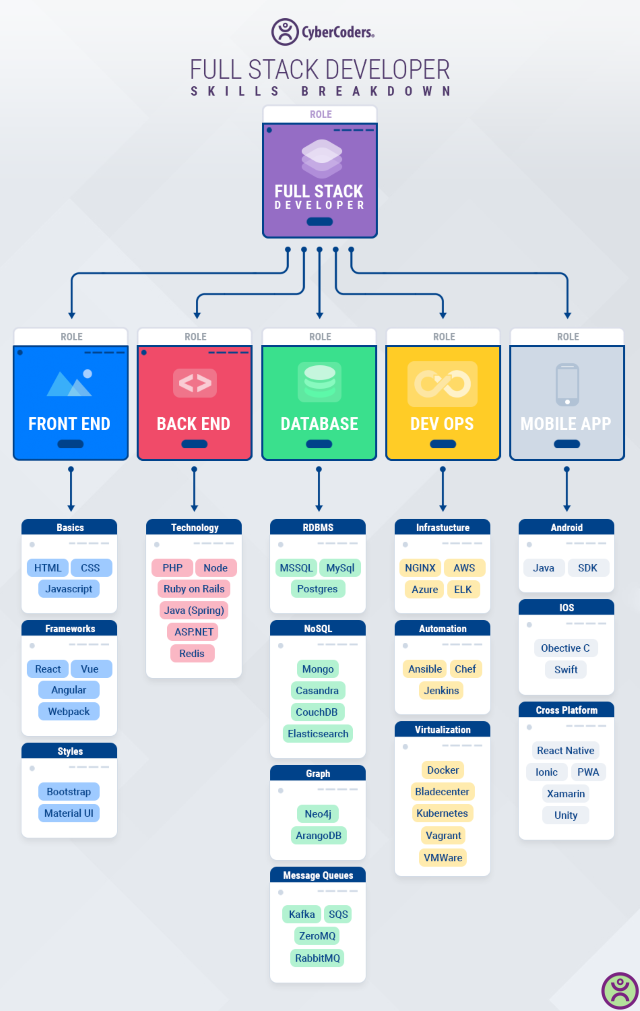 CyberCoders.
FULL STACK DEVELOPER
SKILLS BREAKDOWN
ROLE
FULL STACK
DEVELOPER
ROLE
FRONT END
ROLE
BACK END
ROLE
DATABASE
ROLE
DEV OPS
ROLE
MOBILE APP
Basics
HTML CSS
Javascript
Frameworks
React Vue
Angular
Webpack
Styles
Bootstrap
Material UI
Technology
PHP Node
Ruby on Rails
Java (Spring)
ASP.NET
Redis
RDBMS
MSSQL MySql
Postgres
NoSQL
Mongo
Casandra
CouchDB
Elasticsearch
Graph
Neo4j
ArangoDB
Message Queues
Kafka SQS
ZeroMQ
RabbitMQ
Infrastucture
NGINX AWS
Azure ELK
Automation
Ansible Chef
Jenkins
Virtualization
Docker
Bladecenter
Kubernetes
Vagrant
VMWare
Android
Java SDK
IOS
Obective C
Swift
Cross Platform
React Native
Ionic PWA
Xamarin
Unity